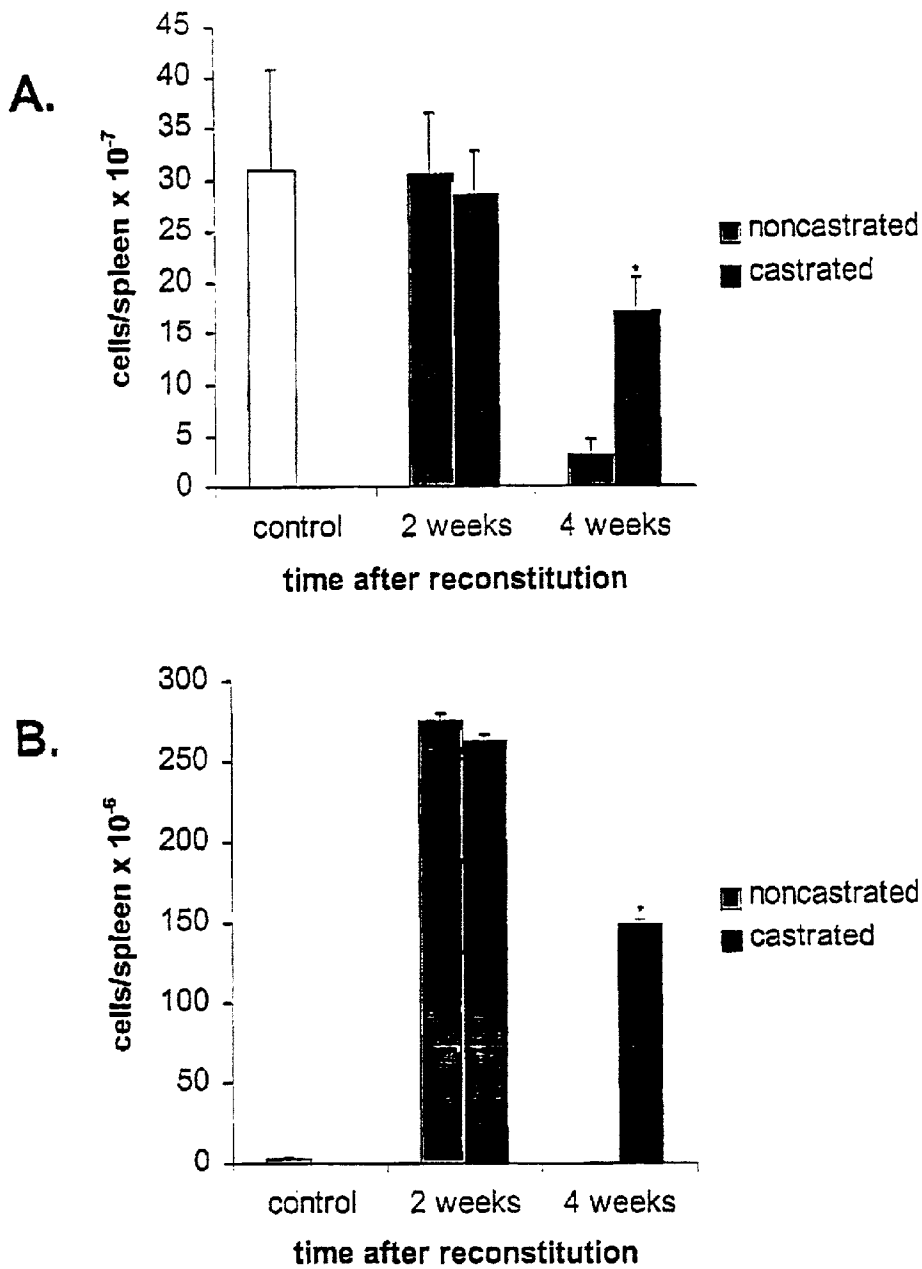 A.
cells/spleen x 10-7
45
40
35
30
25
20
15
10
5
0
*
noncastrated
castrated
control 2 weeks 4 weeks
time after reconstitution
B.
cells/spleen x 10-6
300
250
200
150
100
50
0
*
noncastrated
castrated
control 2 weeks 4 weeks
time after reconstitution